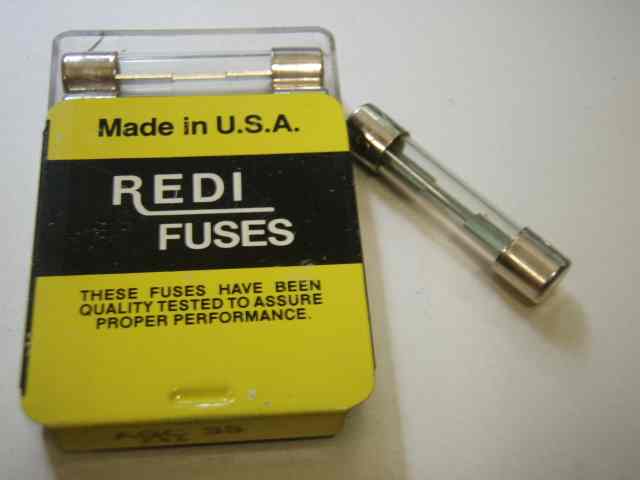 Made in U.S.A.
REDI
FUSES
THESE FUSES HAVE BEEN
QUALITY TESTED TO ASSURE
PROPER PERFORMANCE.